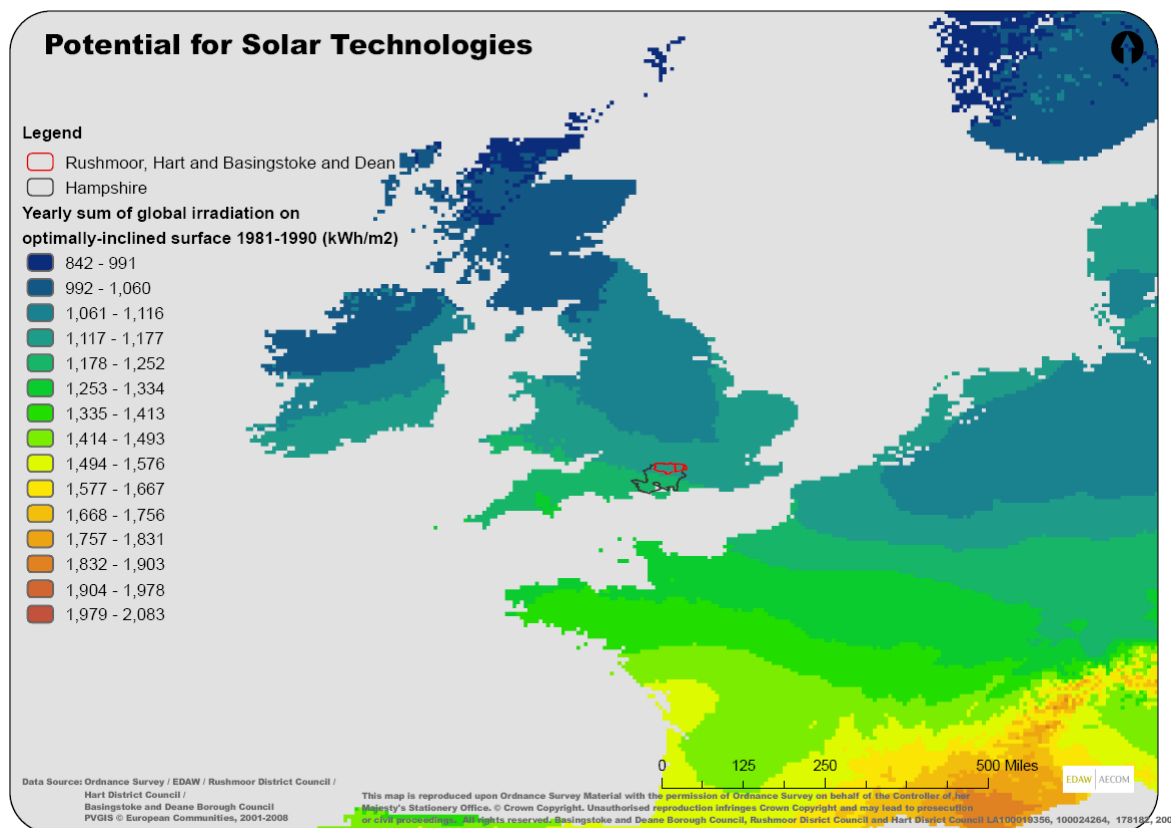 Potential for Solar Technologies
Legend
Rushmoor, Hart and Basingstoke and Dean
Hampshire
Yearly sum of global irradiation on
optimally-inclined surface 1981-1990 (kWh/m2)
842 - 991
992 - 1,060
1,061 - 1,116
1,117 - 1,177
1,178 - 1,252
1,253 - 1,334
1,335 - 1,413
1,414 - 1,493
1,494 - 1,576
1,577 - 1,667
1,668 - 1,756
1,757 - 1,831
1,832 - 1,903
1,904 - 1,978
1,979 - 2,083
0 125 250 500 Miles
EDAW AECOM
Data Source: Ordnance Survey / EDAW / Rushmoor District Council /
Hart District Council /
Basingstoke and Deane Borough Council
PVGIS © European Communities, 2001-2008
This map is reproduced upon Ordnance Survey Material with the permission of Ordnance Survey on behalf of the Controller of her
Majesty's Stationery Office. © Crown Copyright. Unauthorised reproduction infringes Crown Copyright and may lead to prosecution
or civil proceedings. All rights reserved. Basingstoke and Deane Borough Council, Rushmoor District Council and Hart District Council LA100019356, 100024264,